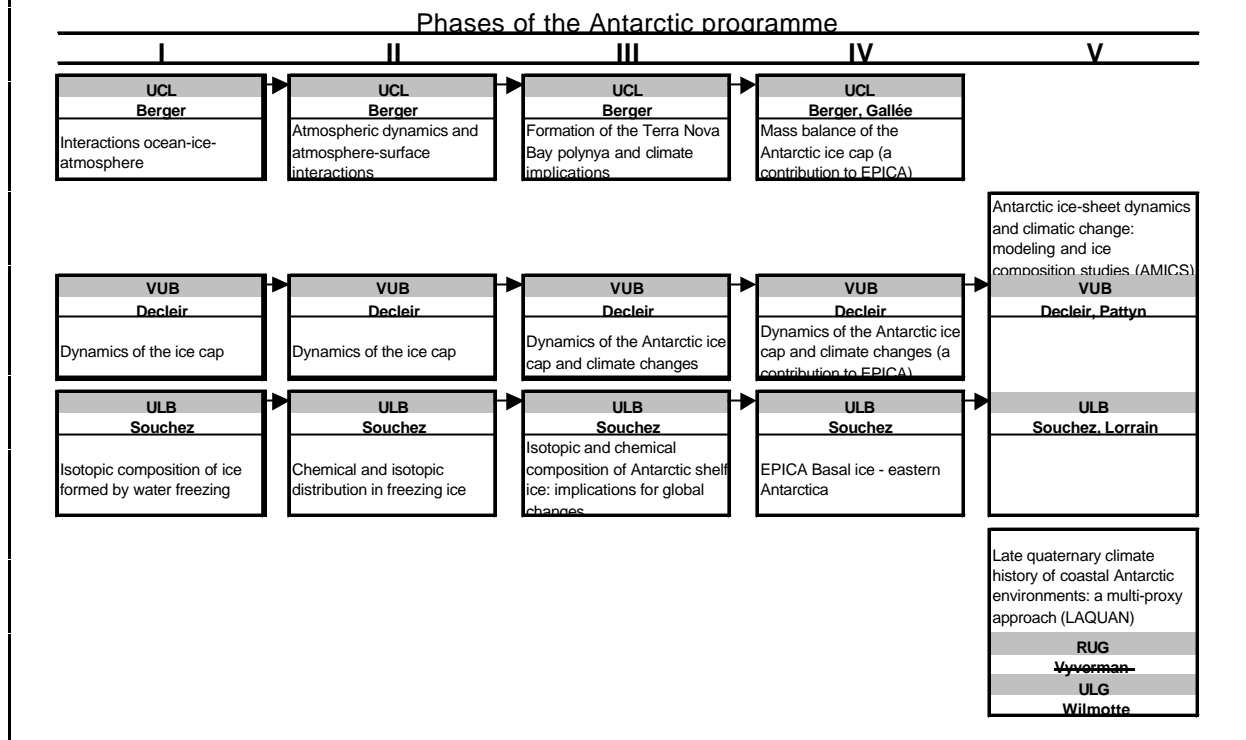 Phases of the Antarctic programme
I II III IV V
UCL
Berger
Interactions ocean-ice-
atmosphere
UCL
Berger
Atmospheric dynamics and
atmosphere-surface
interactions
UCL
Berger
Formation of the Terra Nova
Bay polynya and climate
implications
UCL
Berger, Gallée
Mass balance of the
Antarctic ice cap (a
contribution to EPICA)
Antarctic ice-sheet dynamics
and climatic change:
modeling and ice
composition studies (AMICS)
VUB
Decleir
Dynamics of the ice cap
VUB
Decleir
Dynamics of the ice cap
VUB
Decleir
Dynamics of the Antarctic ice
cap and climate changes
VUB
Decleir
Dynamics of the Antarctic ice
cap and climate changes (a
contribution to EPICA)
VUB
Decleir, Pattyn
ULB
Souchez
Isotopic composition of ice
formed by water freezing
ULB
Souchez
Chemical and isotopic
distribution in freezing ice
ULB
Souchez
Isotopic and chemical
composition of Antarctic shelf
ice: implications for global
changes
ULB
Souchez
EPICA Basal ice - eastern
Antarctica
ULB
Souchez, Lorrain
Late quaternary climate
history of coastal Antarctic
environments: a multi-proxy
approach (LAQUAN)
RUG
Vyverman
ULG
Wilmotte